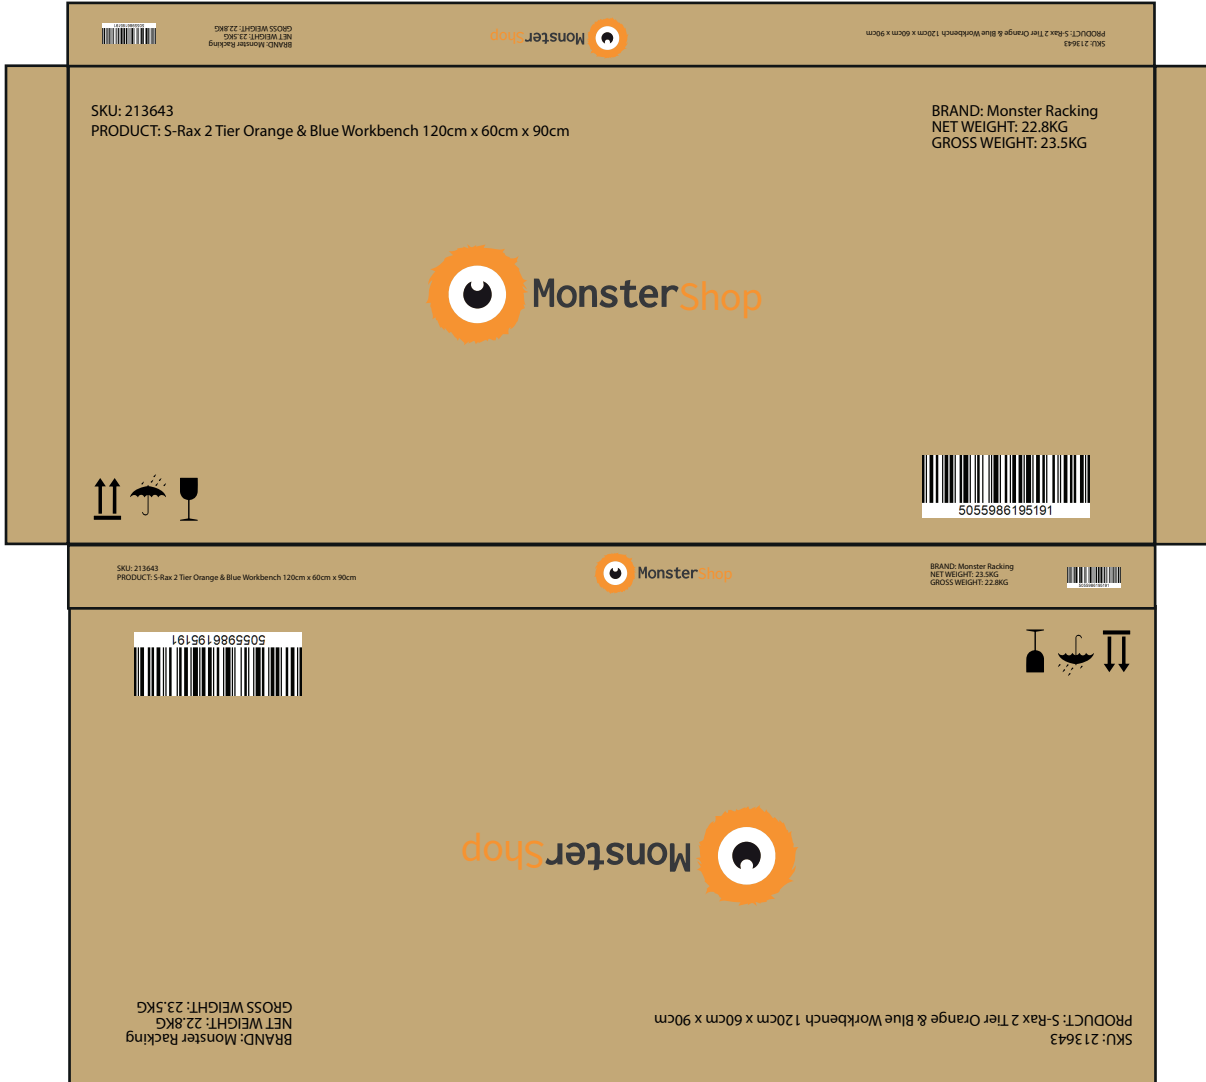 5055986195191
BRAND: Monster Racking
NET WEIGHT: 23.5KG
GROSS WEIGHT: 22.8KG
MonsterShop
SKU: 213643
PRODUCT: S-Rax 2 Tier Orange & Blue Workbench 120cm x 60cm x 90cm
SKU: 213643
PRODUCT: S-Rax 2 Tier Orange & Blue Workbench 120cm x 60cm x 90cm
BRAND: Monster Racking
NET WEIGHT: 22.8KG
GROSS WEIGHT: 23.5KG
MonsterShop
5055986195191
SKU: 213643
PRODUCT: S-Rax 2 Tier Orange & Blue Workbench 120cm x 60cm x 90cm
MonsterShop
BRAND: Monster Racking
NET WEIGHT: 23.5KG
GROSS WEIGHT: 22.8KG
5055986195191
5055986195191
MonsterShop
BRAND: Monster Racking
NET WEIGHT: 22.8KG
GROSS WEIGHT: 23.5KG
SKU: 213643
PRODUCT: S-Rax 2 Tier Orange & Blue Workbench 120cm x 60cm x 90cm